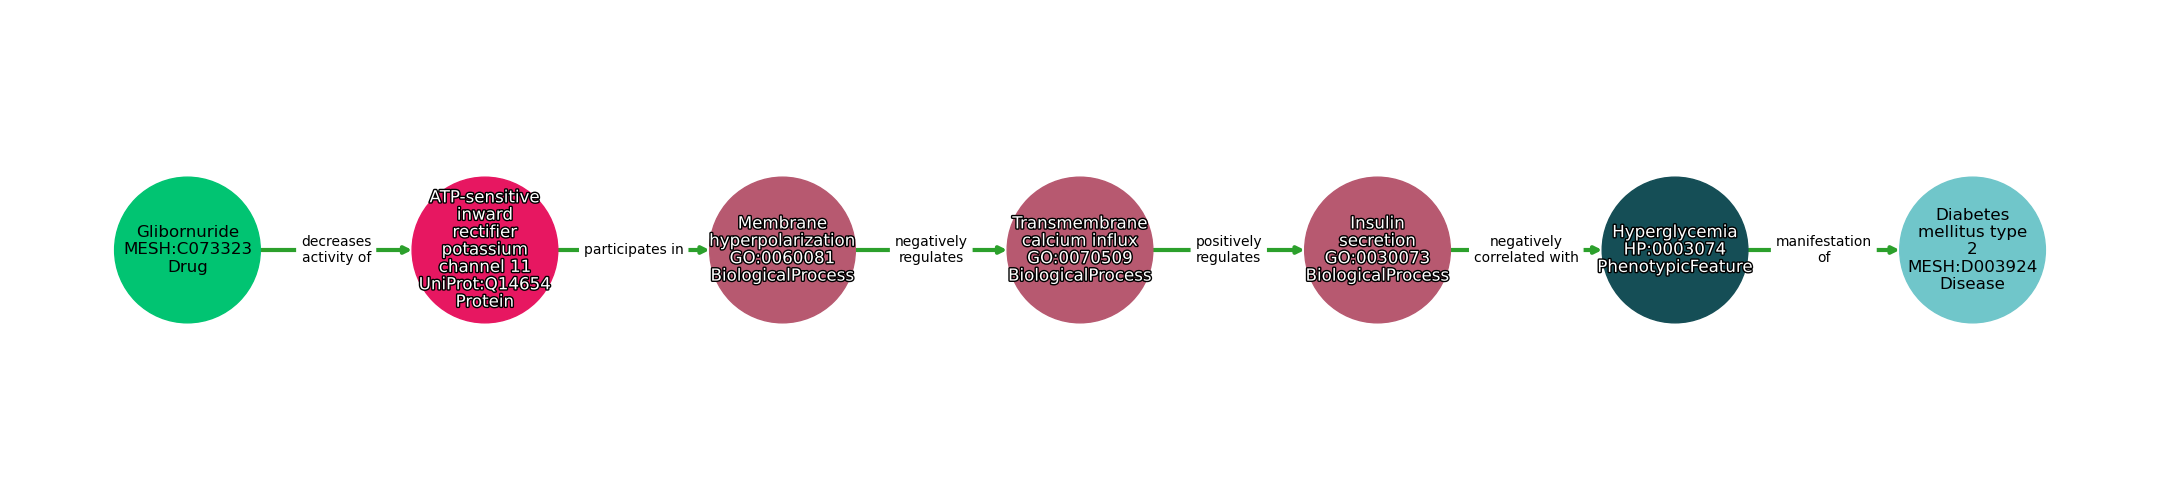 Glibornuride
MESH:C073323
Drug
decreases
activity of
ATP-sensitive
inward
rectifier
potassium
channel 11
UniProt:Q14654
Protein
participates in
Membrane
hyperpolarization
GO:0060081
BiologicalProcess
negatively
regulates
Transmembrane
calcium influx
GO:0070509
BiologicalProcess
positively
regulates
Insulin
secretion
GO:0030073
BiologicalProcess
negatively
correlated with
Hyperglycemia
HP:0003074
PhenotypicFeature
manifestation
of
Diabetes
mellitus type
2
MESH:D003924
Disease